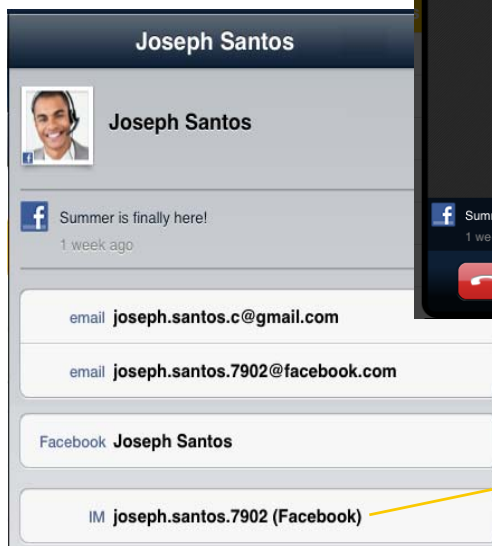 Joseph Santos
Joseph Santos
Summer is finally here!
1 week ago
email joseph.santos.c@gmail.com
email joseph.santos.7902@facebook.com
Facebook Joseph Santos
IM joseph.santos.7902 (Facebook)